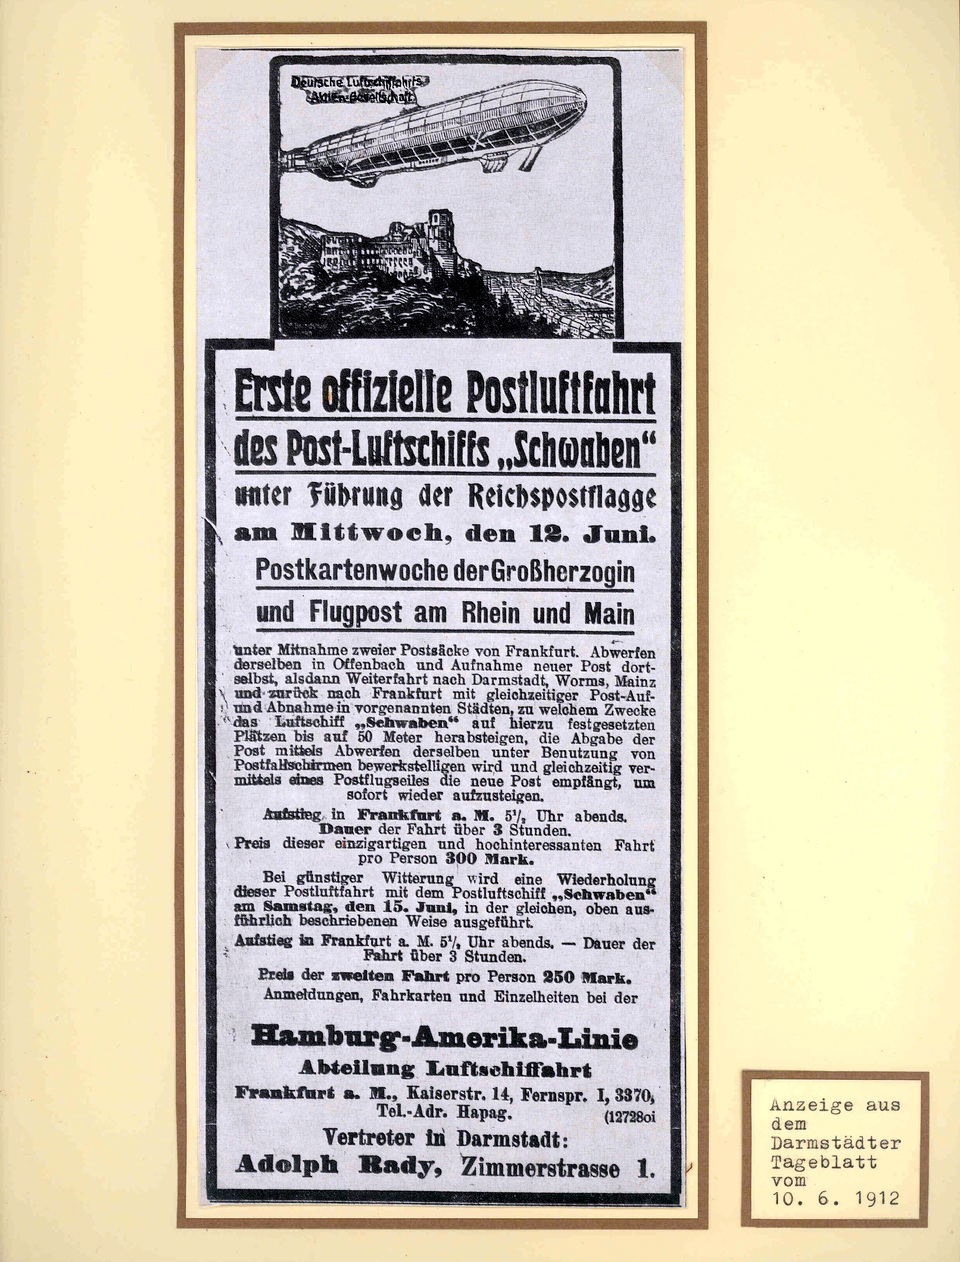 Deutsche Luftschiffahrts
Aktien-Gesellschaft
Erste offizielle Postluftfahrt
des Post-Luftschiffs „Schwaben“
unter Führung der Reichspostflagge
am Mittwoch, den 12. Juni.
Postkartenwoche der Großherzogin
und Flugpost am Rhein und Main
unter Mitnahme zweier Postsäcke von Frankfurt. Abwerfen
derselben in Offenbach und Aufnahme neuer Post dort-
selbst, alsdann Weiterfahrt nach Darmstadt, Worms, Mainz
und zurück nach Frankfurt mit gleichzeitiger Post-Auf-
und Abnahme in vorgenannten Städten, zu welchem Zwecke
das Luftschiff „Schwaben“ auf hierzu festgesetzten
Plätzen bis auf 50 Meter herabsteigen, die Abgabe der
Post mittels Abwerfen derselben unter Benutzung von
Postfallschirmen bewerkstelligen wird und gleichzeitig ver-
mittels eines Postflugseiles die neue Post empfängt, um
sofort wieder aufzusteigen.
Aufstieg in Frankfurt a. M. 5½ Uhr abends.
Dauer der Fahrt über 3 Stunden.
Preis dieser einzigartigen und hochinteressanten Fahrt
pro Person 300 Mark.
Bei günstiger Witterung wird eine Wiederholung
dieser Postluftfahrt mit dem Postluftschiff „Schwaben“
am Samstag, den 15. Juni, in der gleichen, oben aus-
führlich beschriebenen Weise ausgeführt.
Aufstieg in Frankfurt a. M. 5½ Uhr abends. — Dauer der
Fahrt über 3 Stunden.
Preis der zweiten Fahrt pro Person 250 Mark.
Anmeldungen, Fahrkarten und Einzelheiten bei der
Hamburg-Amerika-Linie
Abteilung Luftschiffahrt
Frankfurt a. M., Kaiserstr. 14, Fernspr. I, 3370,
Tel.-Adr. Hapag. (12728oi
Vertreter in Darmstadt:
Adolph Rady, Zimmerstrasse 1.
Anzeige aus
dem
Darmstädter
Tageblatt
vom
10. 6. 1912